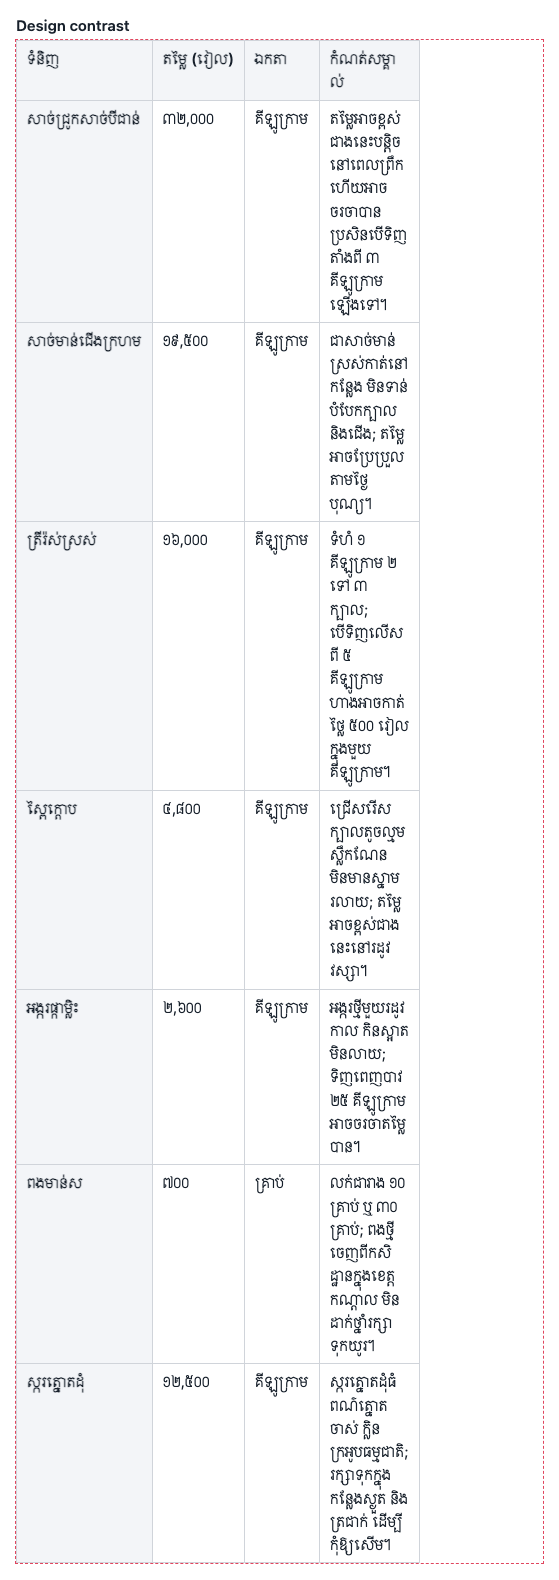 Design contrast
ទំនិញ
តម្លៃ (រៀល)
ឯកតា
កំណត់សម្គា
ល់
សាច់ជ្រូកសាច់បីជាន់
៣២,០០០
គីឡូក្រាម
តម្លៃអាចខ្ពស់
ជាងនេះបន្តិច
នៅពេលព្រឹក
ហើយអាច
ចរចាបាន
ប្រសិនបើទិញ
តាំងពី ៣
គីឡូក្រាម
ឡើងទៅ។
សាច់មាន់ជើងក្រហម
១៩,៥០០
គីឡូក្រាម
ជាសាច់មាន់
ស្រស់កាត់នៅ
កន្លែង មិនទាន់
បំបែកក្បាល
និងជើង; តម្លៃ
អាចប្រែប្រួល
តាមថ្ងៃ
បុណ្យ។
ត្រីរ៉ស់ស្រស់
១៦,០០០
គីឡូក្រាម
ទំហំ ១
គីឡូក្រាម ២
ទៅ ៣
ក្បាល;
បើទិញលើស
ពី ៥
គីឡូក្រាម
ហាងអាចកាត់
ថ្លៃ ៥០០ រៀល
ក្នុងមួយ
គីឡូក្រាម។
ស្ពៃក្តោប
៤,៨០០
គីឡូក្រាម
ជ្រើសរើស
ក្បាលតូចល្មម
ស្លឹកណែន
មិនមានស្នាម
រលាយ; តម្លៃ
អាចខ្ពស់ជាង
នេះនៅរដូវ
វស្សា។
អង្ករផ្កាម្លិះ
២,៦០០
គីឡូក្រាម
អង្ករថ្មីមួយរដូវ
កាល កិនស្អាត
មិនលាយ;
ទិញពេញបាវ
២៥ គីឡូក្រាម
អាចចរចាតម្លៃ
បាន។
ពងមាន់ស
៧០០
គ្រាប់
លក់ជារាង ១០
គ្រាប់ ឬ ៣០
គ្រាប់; ពងថ្មី
ចេញពីកសិ
ដ្ឋានក្នុងខេត្ត
កណ្តាល មិន
ដាក់ថ្នាំរក្សា
ទុកយូរ។
ស្ករត្នោតដុំ
១២,៥០០
គីឡូក្រាម
ស្ករត្នោតដុំធំ
ពណ៌ត្នោត
ចាស់ ក្លិន
ក្រអូបធម្មជាតិ;
រក្សាទុកក្នុង
កន្លែងស្ងួត និង
ត្រជាក់ ដើម្បី
កុំឱ្យសើម។